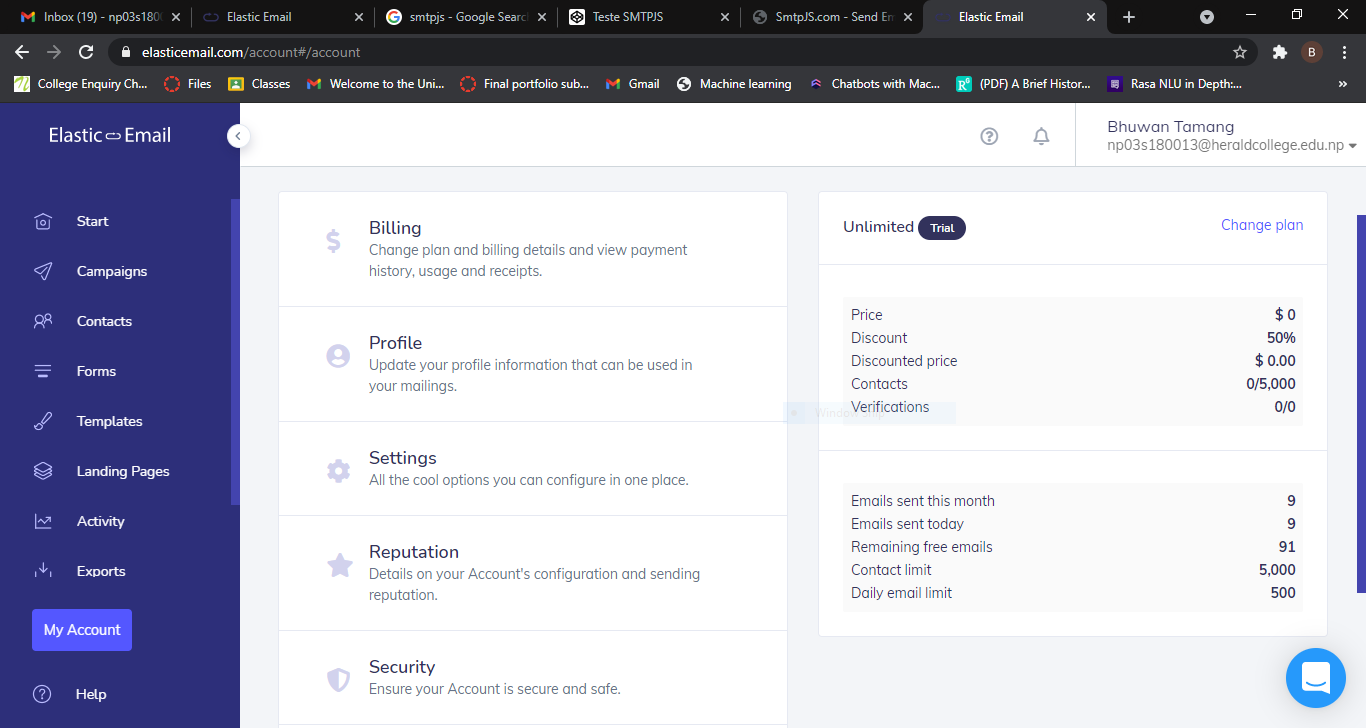 Inbox (19) - np03s180
Elastic Email
smtpjs - Google Searc
Teste SMTPJS
SmtpJS.com - Send Em
Elastic Email
elasticemail.com/account#/account
B
College Enquiry Ch...
Files
Classes
Welcome to the Uni...
Final portfolio sub...
Gmail
Machine learning
Chatbots with Mac...
(PDF) A Brief Histor...
Rasa NLU in Depth:...
»
Elastic Email
Bhuwan Tamang
np03s180013@heraldcollege.edu.np
Start
Campaigns
Contacts
Forms
Templates
Landing Pages
Activity
Exports
My Account
Help
Billing
Change plan and billing details and view payment
history, usage and receipts.
Profile
Update your profile information that can be used in
your mailings.
Settings
All the cool options you can configure in one place.
Reputation
Details on your Account's configuration and sending
reputation.
Security
Ensure your Account is secure and safe.
Unlimited Trial
Change plan
Price $ 0
Discount 50%
Discounted price $ 0.00
Contacts 0/5,000
Verifications 0/0
Window Snip
Emails sent this month 9
Emails sent today 9
Remaining free emails 91
Contact limit 5,000
Daily email limit 500